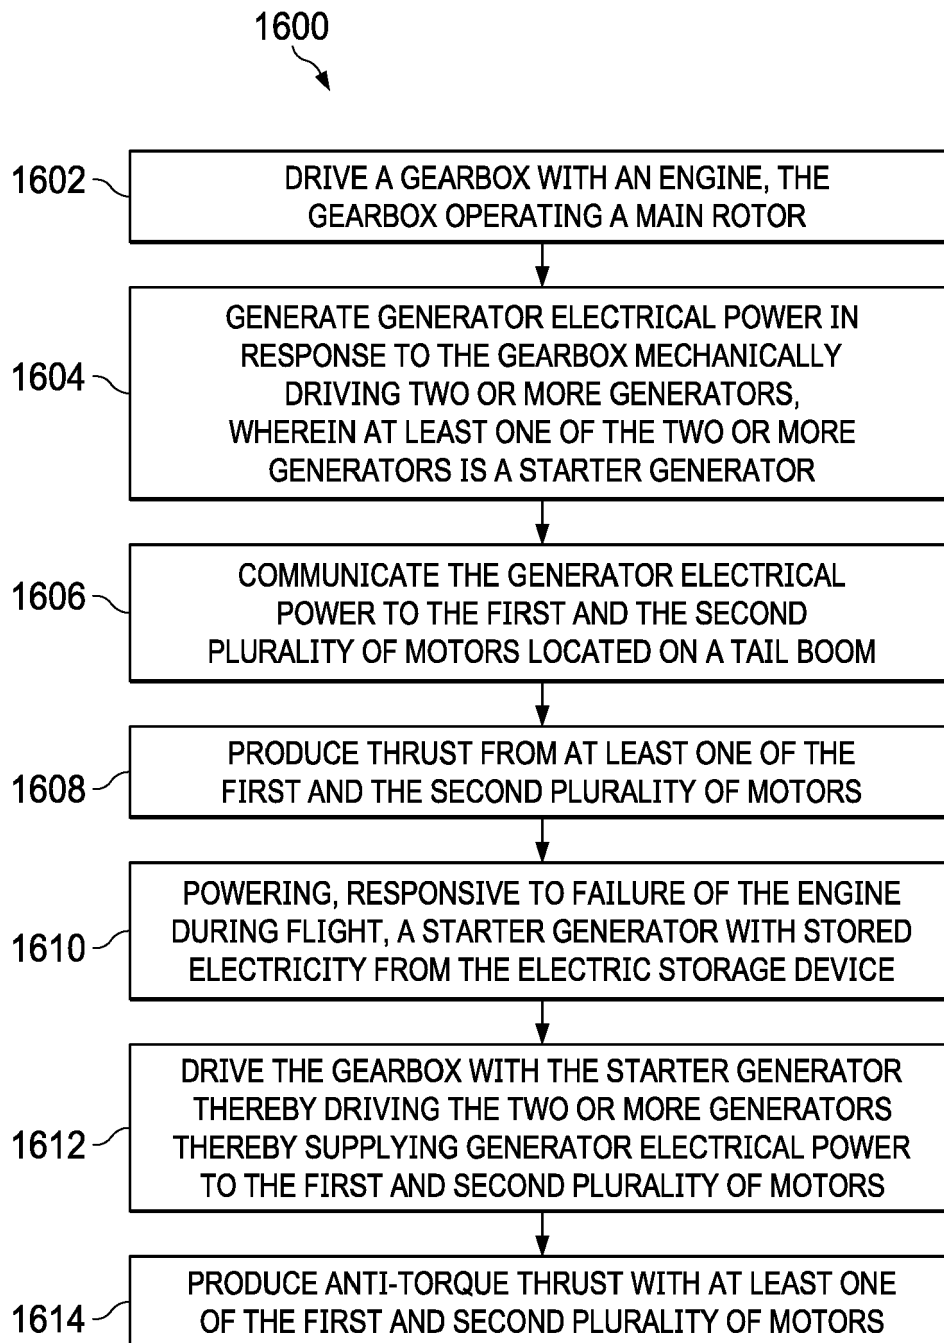 1600
1602
DRIVE A GEARBOX WITH AN ENGINE, THE
GEARBOX OPERATING A MAIN ROTOR
1604
GENERATE GENERATOR ELECTRICAL POWER IN
RESPONSE TO THE GEARBOX MECHANICALLY
DRIVING TWO OR MORE GENERATORS,
WHEREIN AT LEAST ONE OF THE TWO OR MORE
GENERATORS IS A STARTER GENERATOR
1606
COMMUNICATE THE GENERATOR ELECTRICAL
POWER TO THE FIRST AND THE SECOND
PLURALITY OF MOTORS LOCATED ON A TAIL BOOM
1608
PRODUCE THRUST FROM AT LEAST ONE OF THE
FIRST AND THE SECOND PLURALITY OF MOTORS
1610
POWERING, RESPONSIVE TO FAILURE OF THE ENGINE
DURING FLIGHT, A STARTER GENERATOR WITH STORED
ELECTRICITY FROM THE ELECTRIC STORAGE DEVICE
1612
DRIVE THE GEARBOX WITH THE STARTER GENERATOR
THEREBY DRIVING THE TWO OR MORE GENERATORS
THEREBY SUPPLYING GENERATOR ELECTRICAL POWER
TO THE FIRST AND SECOND PLURALITY OF MOTORS
1614
PRODUCE ANTI-TORQUE THRUST WITH AT LEAST ONE
OF THE FIRST AND SECOND PLURALITY OF MOTORS